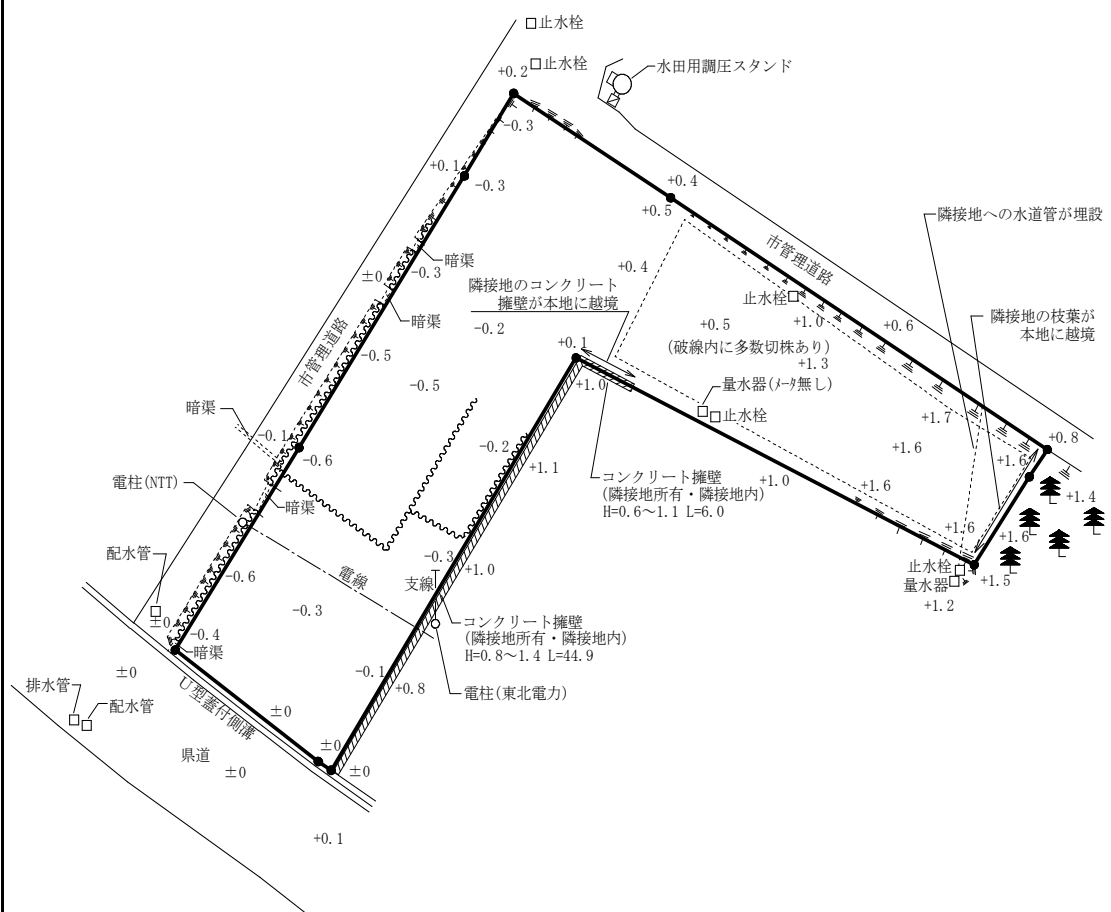 止水栓
止水栓
+0.2
水田用調圧スタンド
-0.3
+0.1
-0.3
+0.4
+0.5
隣接地への水道管が埋設
市管理道路
暗渠
-0.3
±0
+0.4
隣接地のコンクリート
擁壁が本地に越境
止水栓
暗渠
-0.2
+0.5
+1.0
+0.6
隣接地の枝葉が
本地に越境
(破線内に多数切株あり)
+1.3
市管理道路
-0.5
+0.1
-0.5
+1.0
量水器(ﾒｰﾀ無し)
止水栓
暗渠
-0.1
-0.6
-0.2
+1.7
+0.8
+1.6
+1.6
+1.1
コンクリート擁壁
(隣接地所有・隣接地内)
H=0.6～1.1 L=6.0
+1.0
+1.6
+1.4
電柱(NTT)
暗渠
+1.6
+1.6
配水管
-0.3
+1.0
電線
支線
止水栓
量水器
+1.5
+1.2
-0.6
-0.3
±0
-0.4
暗渠
コンクリート擁壁
(隣接地所有・隣接地内)
H=0.8～1.4 L=44.9
±0
-0.1
+0.8
電柱(東北電力)
排水管
配水管
U型蓋付側溝
±0
県道
±0
±0
±0
+0.1